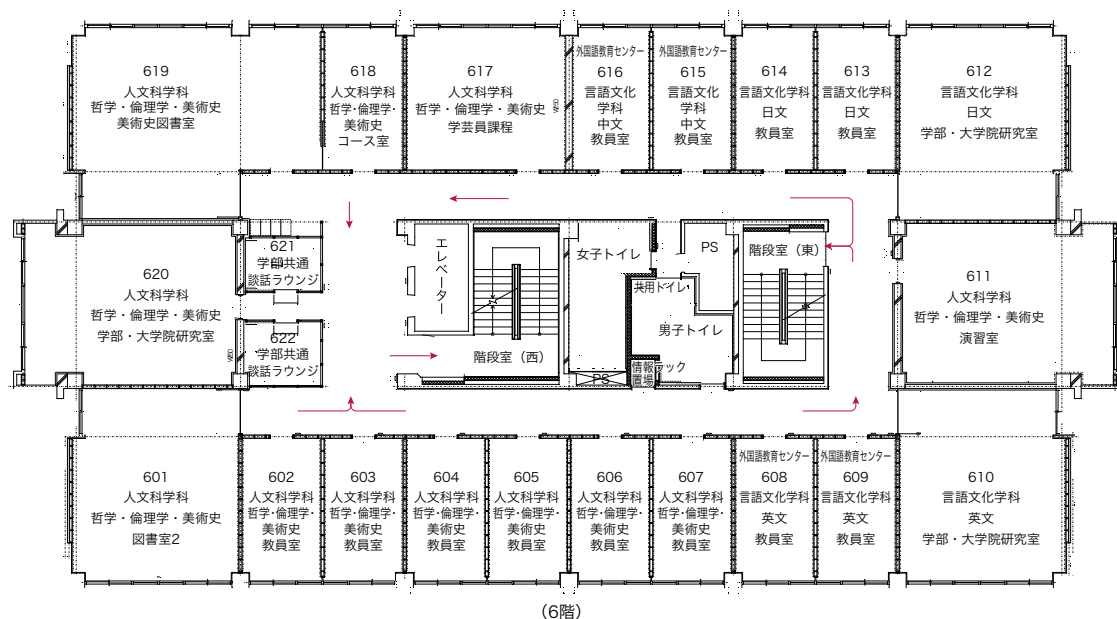 619
人文科学科
哲学・倫理学・美術史
美術史図書室
618
人文科学科
哲学・倫理学・
美術史
コース室
617
人文科学科
哲学・倫理学・美術史
学芸員課程
外国語教育センター
616
言語文化
学科
中文
教員室
外国語教育センター
615
言語文化
学科
中文
教員室
614
言語文化学科
日文
教員室
613
言語文化学科
日文
教員室
612
言語文化学科
日文
学部・大学院研究室
620
人文科学科
哲学・倫理学・美術史
学部・大学院研究室
621
学部共通
談話ラウンジ
622
学部共通
談話ラウンジ
エレベーター
階段室（西）
女子トイレ
共用トイレ
男子トイレ
PS
PS
情報ラック
置場
階段室（東）
611
人文科学科
哲学・倫理学・美術史
演習室
601
人文科学科
哲学・倫理学・美術史
図書室2
602
人文科学科
哲学・倫理学・
美術史
教員室
603
人文科学科
哲学・倫理学・
美術史
教員室
604
人文科学科
哲学・倫理学・
美術史
教員室
605
人文科学科
哲学・倫理学・
美術史
教員室
606
人文科学科
哲学・倫理学・
美術史
教員室
607
人文科学科
哲学・倫理学・
美術史
教員室
外国語教育センター
608
言語文化学科
英文
教員室
外国語教育センター
609
言語文化学科
英文
教員室
610
言語文化学科
英文
学部・大学院研究室
（6階）